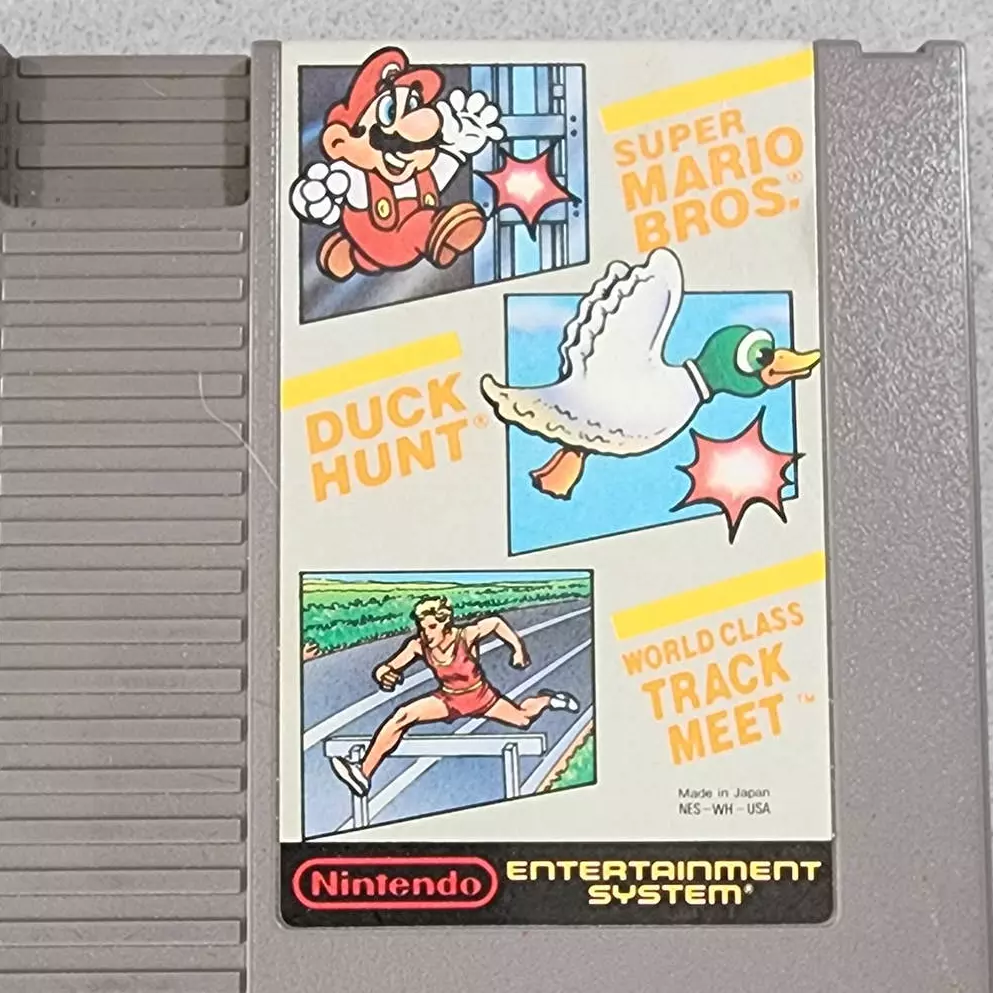 SUPER
MARIO
BROS.®
DUCK
HUNT®
WORLD CLASS
TRACK
MEET™
Made in Japan
NES-WH-USA
Nintendo ENTERTAINMENT
SYSTEM®